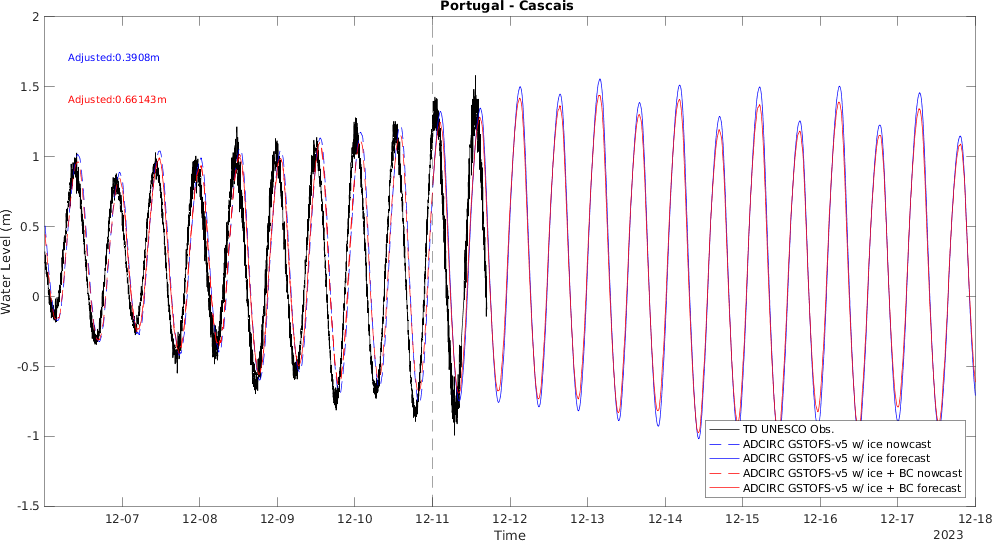 Portugal - Cascais
2
1.5
1
0.5
0
-0.5
-1
-1.5
Water Level (m)
Adjusted:0.3908m
Adjusted:0.66143m
TD UNESCO Obs.
ADCIRC GSTOFS-v5 w/ ice nowcast
ADCIRC GSTOFS-v5 w/ ice forecast
ADCIRC GSTOFS-v5 w/ ice + BC nowcast
ADCIRC GSTOFS-v5 w/ ice + BC forecast
12-07 12-08 12-09 12-10 12-11 12-12 12-13 12-14 12-15 12-16 12-17 12-18
Time
2023